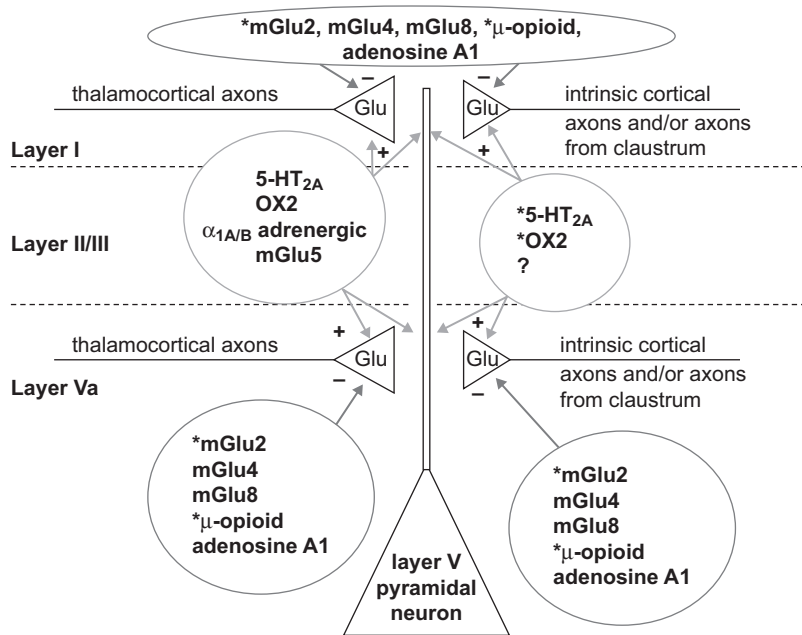 *mGlu2, mGlu4, mGlu8, *μ-opioid,
adenosine A1
– –
thalamocortical axons
Glu
Glu
intrinsic cortical
axons and/or axons
from claustrum
Layer I
+ +
5-HT2A
OX2
α1A/B adrenergic
mGlu5
*5-HT2A
*OX2
?
Layer II/III
+ +
thalamocortical axons
Glu
Glu
intrinsic cortical
axons and/or axons
from claustrum
– –
Layer Va
*mGlu2
mGlu4
mGlu8
*μ-opioid
adenosine A1
*mGlu2
mGlu4
mGlu8
*μ-opioid
adenosine A1
layer V
pyramidal
neuron